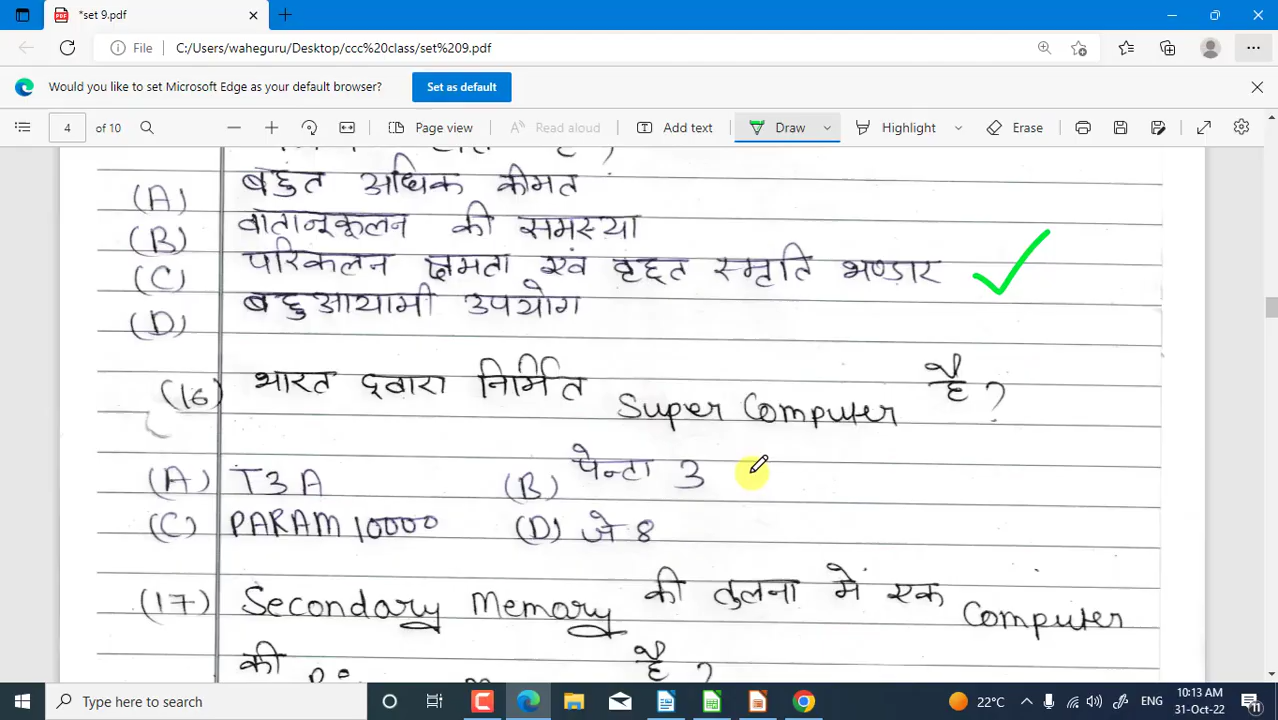 *set 9.pdf
File C:/Users/waheguru/Desktop/ccc%20class/set%209.pdf
Would you like to set Microsoft Edge as your default browser? Set as default
4 of 10 Page view Read aloud Add text Draw Highlight Erase
(A) बहुत अधिक कीमत
(B) वातानूकूलन की समस्या
(C) परिकलन क्षमता एवं वृहद्दत स्मृति भण्डार
(D) बहुआयामी उपयोग
(16) भारत द्वारा निर्मित Super Computer है ?
(A) T3A (B) पेन्टा 3
(C) PARAM 10000 (D) जे 8
(17) Secondary Memory की तुलना में एक Computer
की है ?
Type here to search
22°C ENG 10:13 AM
31-Oct-22 11